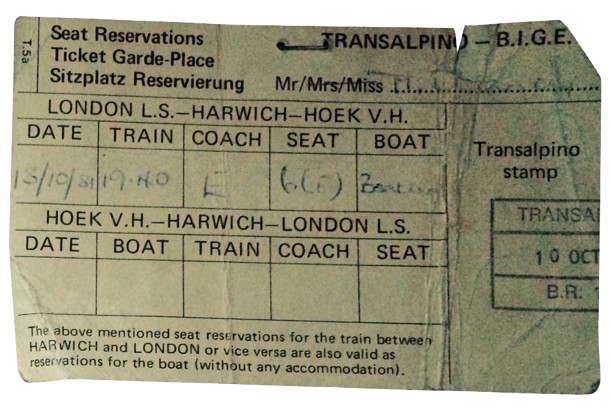 T.5a
Seat Reservations
Ticket Garde-Place
Sitzplatz Reservierung
TRANSALPINO – B.I.G.E.
Mr/Mrs/Miss
LONDON L.S.–HARWICH–HOEK V.H.
DATE TRAIN COACH SEAT BOAT
19.40 E 6(F)
HOEK V.H.–HARWICH–LONDON L.S.
DATE BOAT TRAIN COACH SEAT
The above mentioned seat reservations for the train between
HARWICH and LONDON or vice versa are also valid as
reservations for the boat (without any accommodation).
Transalpino
stamp
TRANSA
10 OCT
B.R: